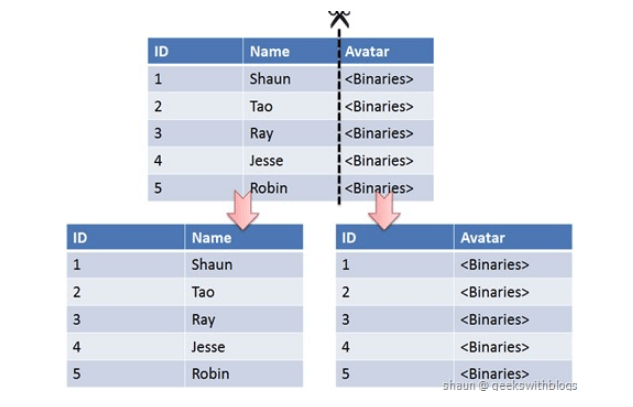 ID Name Avatar
1 Shaun <Binaries>
2 Tao <Binaries>
3 Ray <Binaries>
4 Jesse <Binaries>
5 Robin <Binaries>
ID Name
1 Shaun
2 Tao
3 Ray
4 Jesse
5 Robin
ID Avatar
1 <Binaries>
2 <Binaries>
3 <Binaries>
4 <Binaries>
5 <Binaries>
shaun @ geekswithblogs